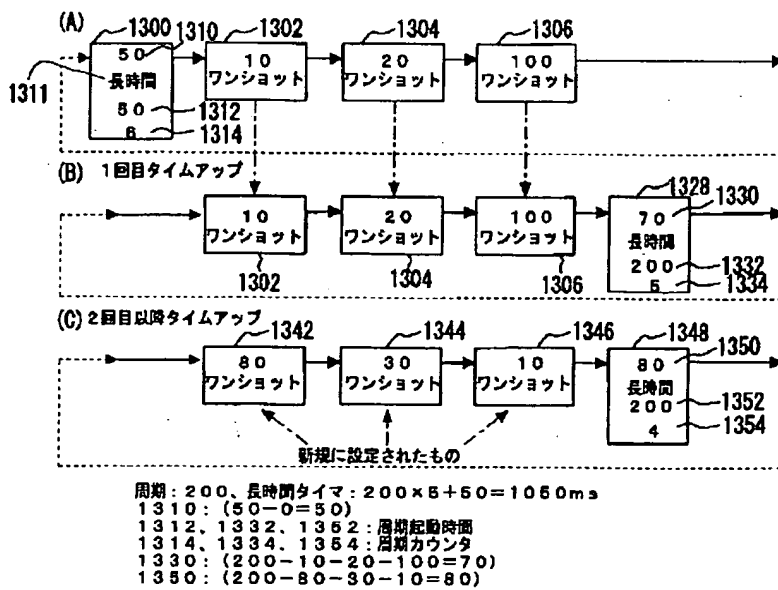 (A)
1300 1310 1302 1304 1306
50 10 20 100
長時間 ワンショット ワンショット ワンショット
1311
50 1312
6 1314
(B) 1回目タイムアップ
1328 1330
10 20 100 70
ワンショット ワンショット ワンショット 長時間
200 1332
1302 1304 1306 5 1334
(C) 2回目以降タイムアップ
1342 1344 1346 1348
80 30 10 80 1350
ワンショット ワンショット ワンショット 長時間
200 1352
4 1354
新規に設定されたもの
周期:200、長時間タイマ:200×5+50=1050ms
1310:(50-0=50)
1312、1332、1352:周期起動時間
1314、1334、1354:周期カウンタ
1330:(200-10-20-100=70)
1350:(200-80-30-10=80)